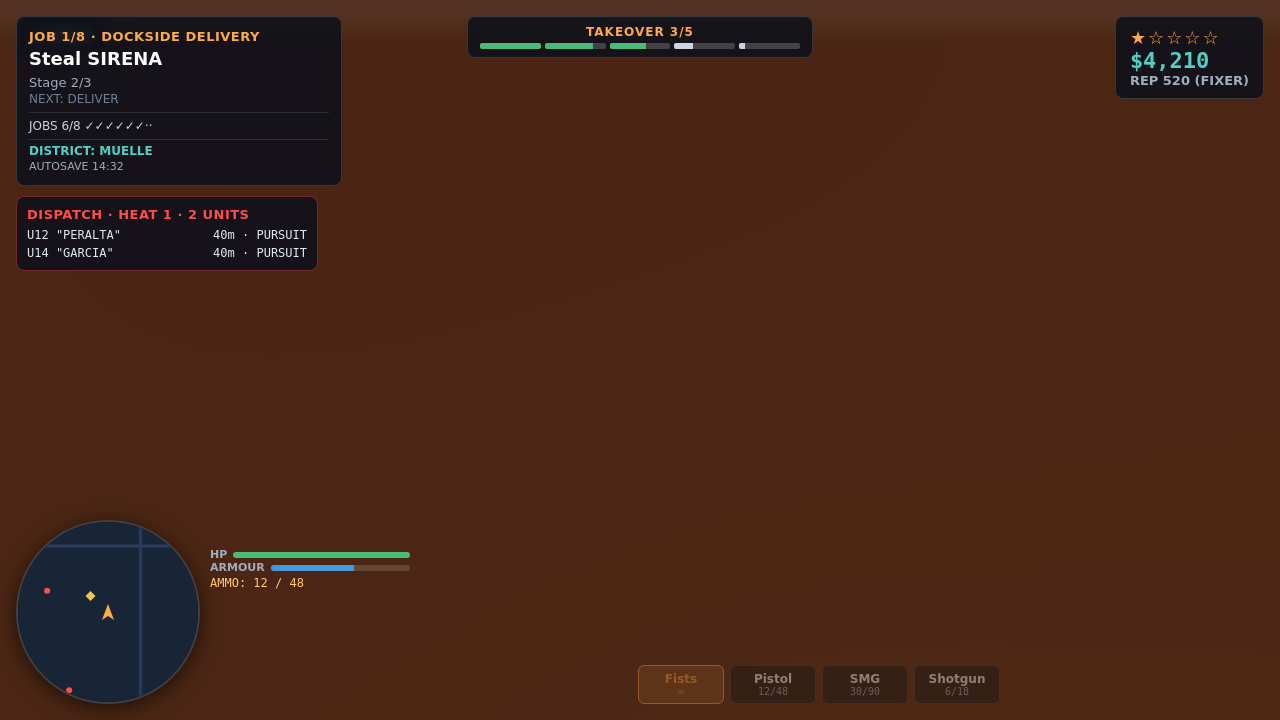 JOB 1/8 · DOCKSIDE DELIVERY
Steal SIRENA
Stage 2/3
NEXT: DELIVER
JOBS 6/8 ✓✓✓✓✓✓··
DISTRICT: MUELLE
AUTOSAVE 14:32
DISPATCH · HEAT 1 · 2 UNITS
U12 "PERALTA" 40m · PURSUIT
U14 "GARCIA" 40m · PURSUIT
TAKEOVER 3/5
★☆☆☆☆
$4,210
REP 520 (FIXER)
HP
ARMOUR
AMMO: 12 / 48
Fists
∞
Pistol
12/48
SMG
30/90
Shotgun
6/18